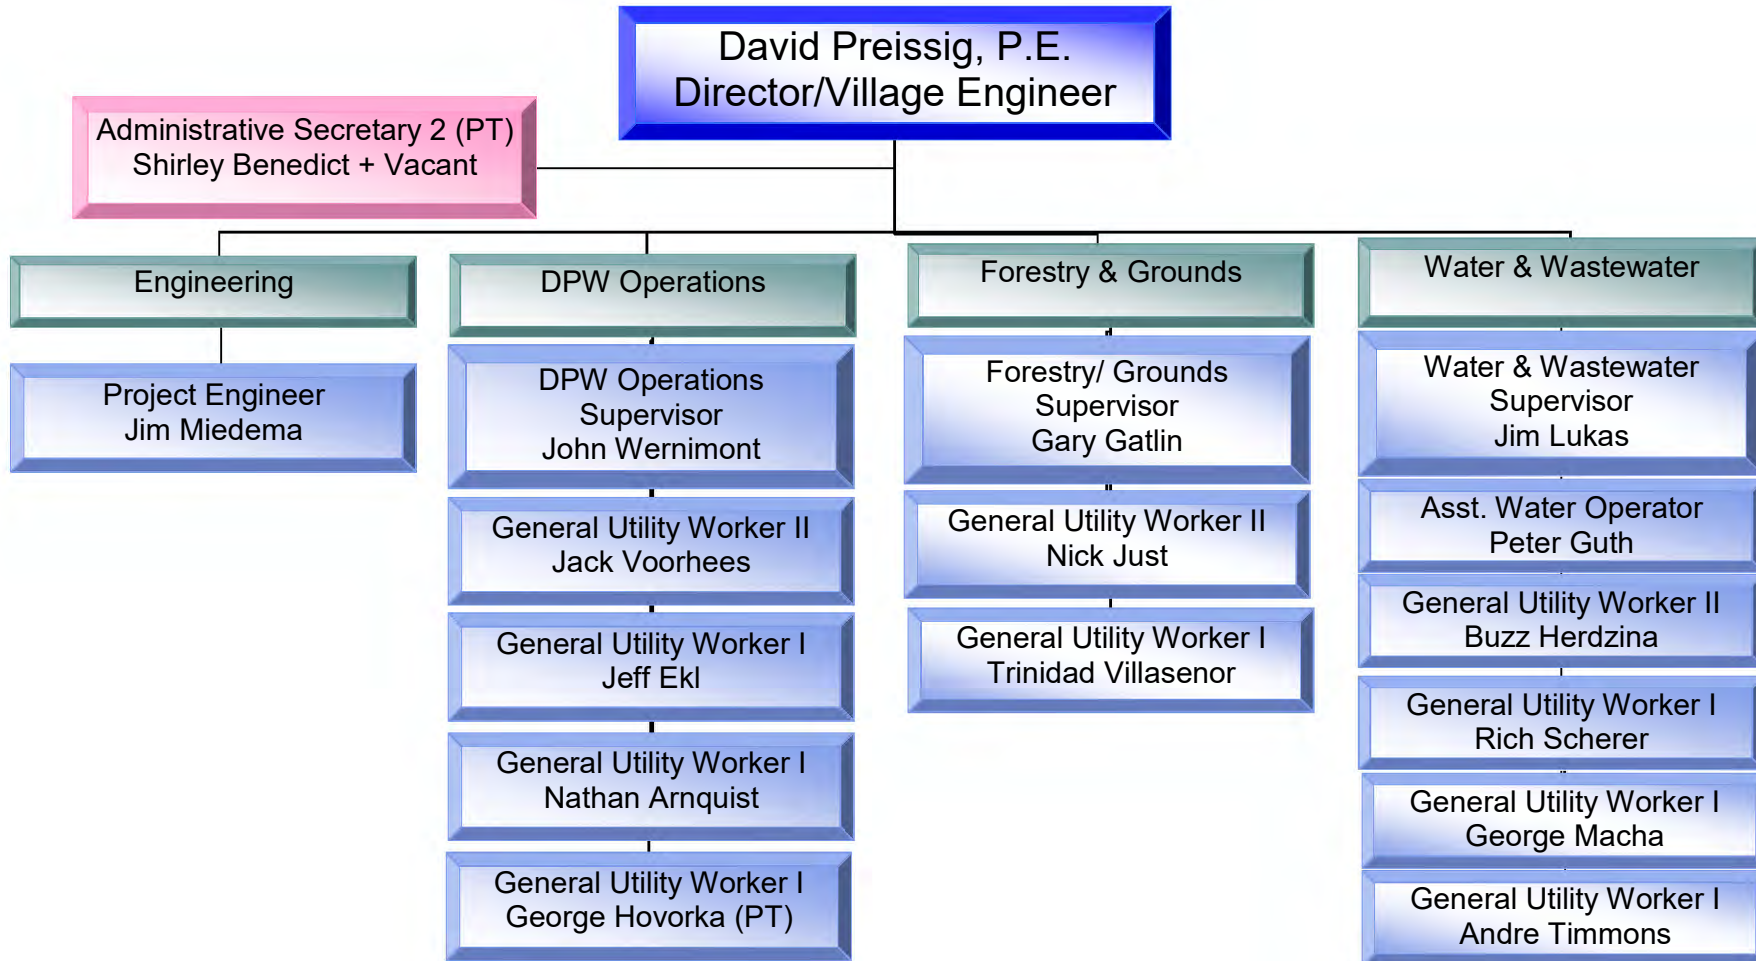 David Preissig, P.E.
Director/Village Engineer
Administrative Secretary 2 (PT)
Shirley Benedict + Vacant
Engineering
Project Engineer
Jim Miedema
DPW Operations
DPW Operations
Supervisor
John Wernimont
General Utility Worker II
Jack Voorhees
General Utility Worker I
Jeff Ekl
General Utility Worker I
Nathan Arnquist
General Utility Worker I
George Hovorka (PT)
Forestry & Grounds
Forestry/ Grounds
Supervisor
Gary Gatlin
General Utility Worker II
Nick Just
General Utility Worker I
Trinidad Villasenor
Water & Wastewater
Water & Wastewater
Supervisor
Jim Lukas
Asst. Water Operator
Peter Guth
General Utility Worker II
Buzz Herdzina
General Utility Worker I
Rich Scherer
General Utility Worker I
George Macha
General Utility Worker I
Andre Timmons